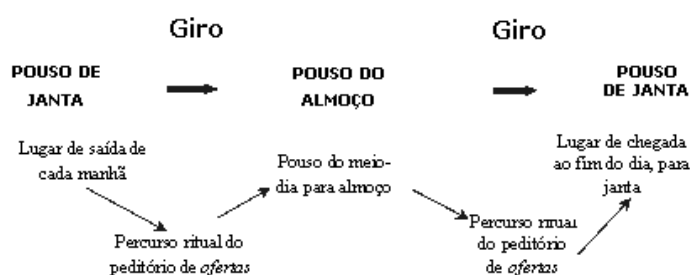 Giro
Giro
POUSO DE
JANTA
POUSO DO
ALMOÇO
POUSO
DE JANTA
Lugar de saída de
cada manhã
Pouso do meio-
dia para almoço
Lugar de chegada
ao fim do dia, para
janta
Percurso ritual do
peditório de ofertas
Percurso ritual
do peditório
de ofertas